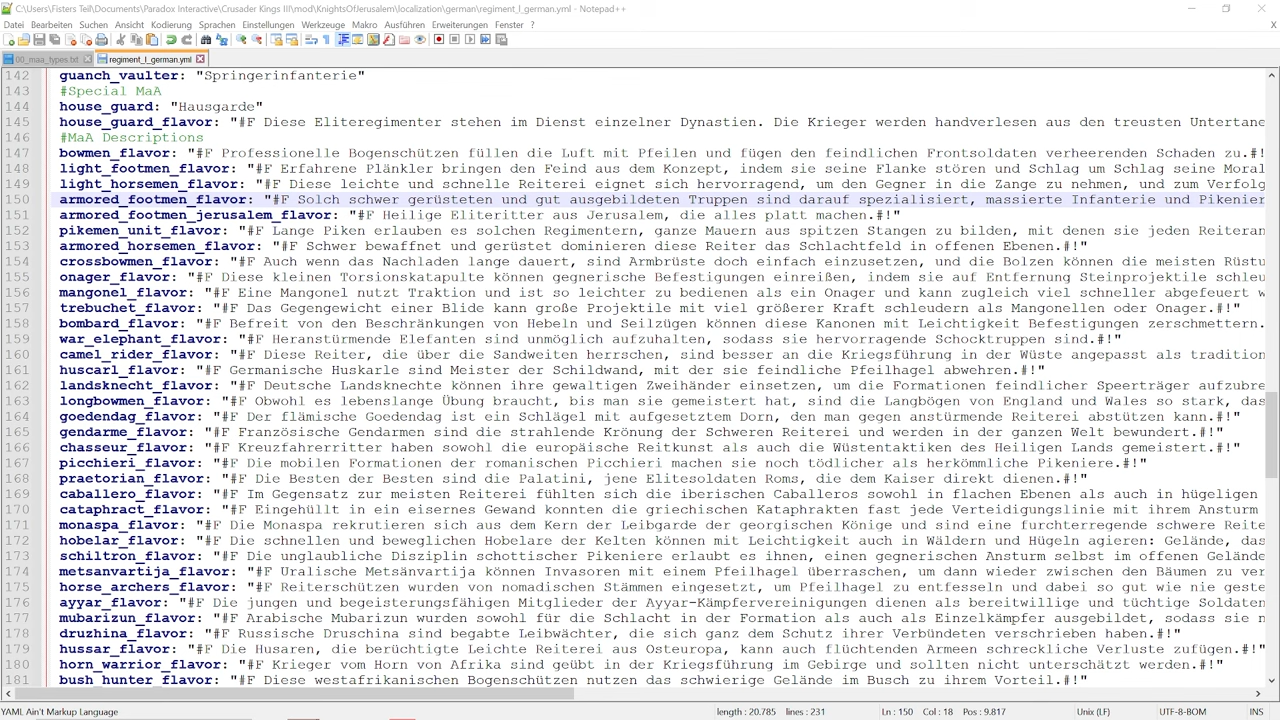 C:\Users\Fisters Teil\Documents\Paradox Interactive\Crusader Kings III\mod\KnightsOfJerusalem\localization\german\regiment_l_german.yml - Notepad++
Datei Bearbeiten Suchen Ansicht Kodierung Sprachen Einstellungen Werkzeuge Makro Ausführen Erweiterungen Fenster ?
00_maa_types.txt regiment_l_german.yml
142 guanch_vaulter: "Springerinfanterie"
143 #Special MaA
144 house_guard: "Hausgarde"
145 house_guard_flavor: "#F Diese Eliteregimenter stehen im Dienst einzelner Dynastien. Die Krieger werden handverlesen aus den treusten Untertane
146 #MaA Descriptions
147 bowmen_flavor: "#F Professionelle Bogenschützen füllen die Luft mit Pfeilen und fügen den feindlichen Frontsoldaten verheerenden Schaden zu.#!
148 light_footmen_flavor: "#F Erfahrene Plänkler bringen den Feind aus dem Konzept, indem sie seine Flanke stören und Schlag um Schlag seine Moral
149 light_horsemen_flavor: "#F Diese leichte und schnelle Reiterei eignet sich hervorragend, um den Gegner in die Zange zu nehmen, und zum Verfolg
150 armored_footmen_flavor: "#F Solch schwer gerüsteten und gut ausgebildeten Truppen sind darauf spezialisiert, massierte Infanterie und Pikenier
151 armored_footmen_jerusalem_flavor: "#F Heilige Eliteritter aus Jerusalem, die alles platt machen.#!"
152 pikemen_unit_flavor: "#F Lange Piken erlauben es solchen Regimentern, ganze Mauern aus spitzen Stangen zu bilden, mit denen sie jeden Reiteran
153 armored_horsemen_flavor: "#F Schwer bewaffnet und gerüstet dominieren diese Reiter das Schlachtfeld in offenen Ebenen.#!"
154 crossbowmen_flavor: "#F Auch wenn das Nachladen lange dauert, sind Armbrüste doch einfach einzusetzen, und die Bolzen können die meisten Rüstu
155 onager_flavor: "#F Diese kleinen Torsionskatapulte können gegnerische Befestigungen einreißen, indem sie auf Entfernung Steinprojektile schleu
156 mangonel_flavor: "#F Eine Mangonel nutzt Traktion und ist so leichter zu bedienen als ein Onager und kann zugleich viel schneller abgefeuert w
157 trebuchet_flavor: "#F Das Gegengewicht einer Blide kann große Projektile mit viel größerer Kraft schleudern als Mangonellen oder Onager.#!"
158 bombard_flavor: "#F Befreit von den Beschränkungen von Hebeln und Seilzügen können diese Kanonen mit Leichtigkeit Befestigungen zerschmettern.
159 war_elephant_flavor: "#F Heranstürmende Elefanten sind unmöglich aufzuhalten, sodass sie hervorragende Schocktruppen sind.#!"
160 camel_rider_flavor: "#F Diese Reiter, die über die Sandweiten herrschen, sind besser an die Kriegsführung in der Wüste angepasst als tradition
161 huscarl_flavor: "#F Germanische Huskarle sind Meister der Schildwand, mit der sie feindliche Pfeilhagel abwehren.#!"
162 landsknecht_flavor: "#F Deutsche Landsknechte können ihre gewaltigen Zweihänder einsetzen, um die Formationen feindlicher Speerträger aufzubre
163 longbowmen_flavor: "#F Obwohl es lebenslange Übung braucht, bis man sie gemeistert hat, sind die Langbögen von England und Wales so stark, das
164 goedendag_flavor: "#F Der flämische Goedendag ist ein Schlägel mit aufgesetztem Dorn, den man gegen anstürmende Reiterei abstützen kann.#!"
165 gendarme_flavor: "#F Französische Gendarmen sind die strahlende Krönung der Schweren Reiterei und werden in der ganzen Welt bewundert.#!"
166 chasseur_flavor: "#F Kreuzfahrerritter haben sowohl die europäische Reitkunst als auch die Wüstentaktiken des Heiligen Lands gemeistert.#!"
167 picchieri_flavor: "#F Die mobilen Formationen der romanischen Picchieri machen sie noch tödlicher als herkömmliche Pikeniere.#!"
168 praetorian_flavor: "#F Die Besten der Besten sind die Palatini, jene Elitesoldaten Roms, die dem Kaiser direkt dienen.#!"
169 caballero_flavor: "#F Im Gegensatz zur meisten Reiterei fühlten sich die iberischen Caballeros sowohl in flachen Ebenen als auch in hügeligen
170 cataphract_flavor: "#F Eingehüllt in ein eisernes Gewand konnten die griechischen Kataphrakte fast jede Verteidigungslinie mit ihrem Ansturm
171 monaspa_flavor: "#F Die Monaspa rekrutieren sich aus dem Kern der Leibgarde der georgischen Könige und sind eine furchterregende schwere Reite
172 hobelar_flavor: "#F Die schnellen und beweglichen Hobelare der Kelten können mit Leichtigkeit auch in Wäldern und Hügeln agieren: Gelände, das
173 schiltron_flavor: "#F Die unglaubliche Disziplin schottischer Pikeniere erlaubt es ihnen, einen gegnerischen Ansturm selbst im offenen Gelände
174 metsanvartija_flavor: "#F Uralische Metsänvartija können Invasoren mit einem Pfeilhagel überraschen, um dann wieder zwischen den Bäumen zu ver
175 horse_archers_flavor: "#F Reiterschützen wurden von nomadischen Stämmen eingesetzt, um Pfeilhagel zu entfesseln und dabei so gut wie nie geste
176 ayyar_flavor: "#F Die jungen und begeisterungsfähigen Mitglieder der Ayyar-Kämpfervereinigungen dienen als bereitwillige und tüchtige Soldaten
177 mubarizun_flavor: "#F Arabische Mubarizun wurden sowohl für die Schlacht in der Formation als auch als Einzelkämpfer ausgebildet, sodass sie n
178 druzhina_flavor: "#F Russische Druschina sind begabte Leibwächter, die sich ganz dem Schutz ihrer Verbündeten verschrieben haben.#!"
179 hussar_flavor: "#F Die Husaren, die berüchtigte Leichte Reiterei aus Osteuropa, kann auch flüchtenden Armeen schreckliche Verluste zufügen.#!"
180 horn_warrior_flavor: "#F Krieger vom Horn von Afrika sind geübt in der Kriegsführung im Gebirge und sollten nicht unterschätzt werden.#!"
181 bush_hunter_flavor: "#F Diese westafrikanischen Bogenschützen nutzen das schwierige Gelände im Busch zu ihrem Vorteil.#!"
YAML Ain't Markup Language length : 20.785 lines : 231 Ln : 150 Col : 18 Pos : 9.817 Unix (LF) UTF-8-BOM INS